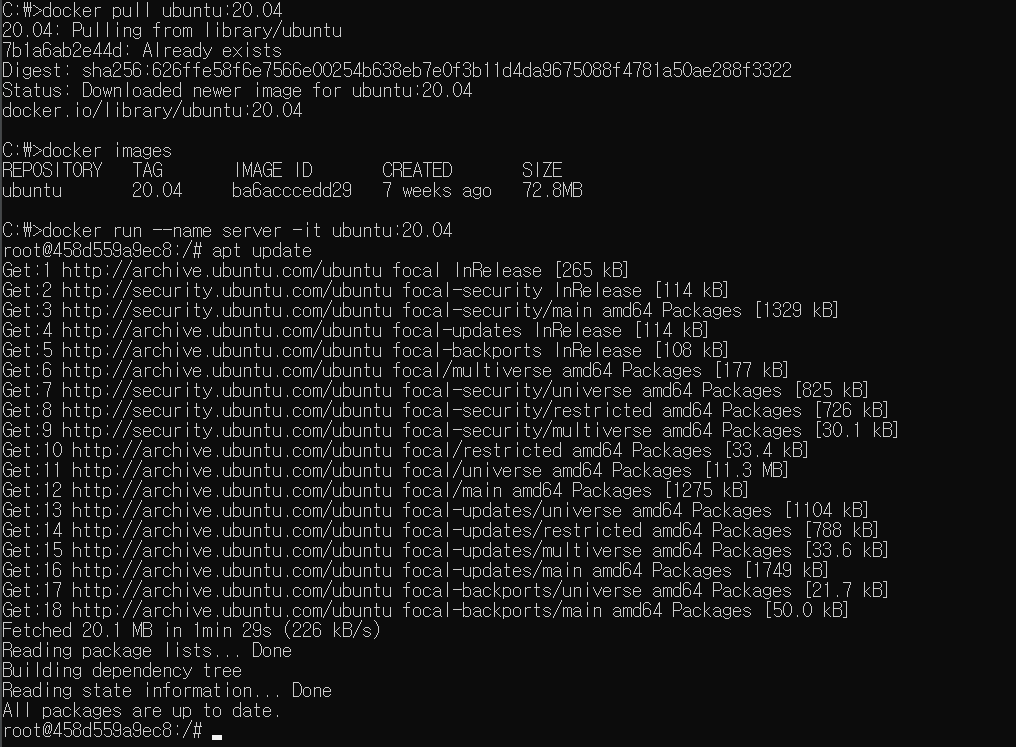 C:₩>docker pull ubuntu:20.04
20.04: Pulling from library/ubuntu
7b1a6ab2e44d: Already exists
Digest: sha256:626ffe58f6e7566e00254b638eb7e0f3b11d4da9675088f4781a50ae288f3322
Status: Downloaded newer image for ubuntu:20.04
docker.io/library/ubuntu:20.04
C:₩>docker images
REPOSITORY   TAG       IMAGE ID       CREATED       SIZE
ubuntu       20.04     ba6acccedd29   7 weeks ago   72.8MB
C:₩>docker run --name server -it ubuntu:20.04
root@458d559a9ec8:/# apt update
Get:1 http://archive.ubuntu.com/ubuntu focal InRelease [265 kB]
Get:2 http://security.ubuntu.com/ubuntu focal-security InRelease [114 kB]
Get:3 http://security.ubuntu.com/ubuntu focal-security/main amd64 Packages [1329 kB]
Get:4 http://archive.ubuntu.com/ubuntu focal-updates InRelease [114 kB]
Get:5 http://archive.ubuntu.com/ubuntu focal-backports InRelease [108 kB]
Get:6 http://archive.ubuntu.com/ubuntu focal/multiverse amd64 Packages [177 kB]
Get:7 http://security.ubuntu.com/ubuntu focal-security/universe amd64 Packages [825 kB]
Get:8 http://security.ubuntu.com/ubuntu focal-security/restricted amd64 Packages [726 kB]
Get:9 http://security.ubuntu.com/ubuntu focal-security/multiverse amd64 Packages [30.1 kB]
Get:10 http://archive.ubuntu.com/ubuntu focal/restricted amd64 Packages [33.4 kB]
Get:11 http://archive.ubuntu.com/ubuntu focal/universe amd64 Packages [11.3 MB]
Get:12 http://archive.ubuntu.com/ubuntu focal/main amd64 Packages [1275 kB]
Get:13 http://archive.ubuntu.com/ubuntu focal-updates/universe amd64 Packages [1104 kB]
Get:14 http://archive.ubuntu.com/ubuntu focal-updates/restricted amd64 Packages [788 kB]
Get:15 http://archive.ubuntu.com/ubuntu focal-updates/multiverse amd64 Packages [33.6 kB]
Get:16 http://archive.ubuntu.com/ubuntu focal-updates/main amd64 Packages [1749 kB]
Get:17 http://archive.ubuntu.com/ubuntu focal-backports/universe amd64 Packages [21.7 kB]
Get:18 http://archive.ubuntu.com/ubuntu focal-backports/main amd64 Packages [50.0 kB]
Fetched 20.1 MB in 1min 29s (226 kB/s)
Reading package lists... Done
Building dependency tree
Reading state information... Done
All packages are up to date.
root@458d559a9ec8:/#